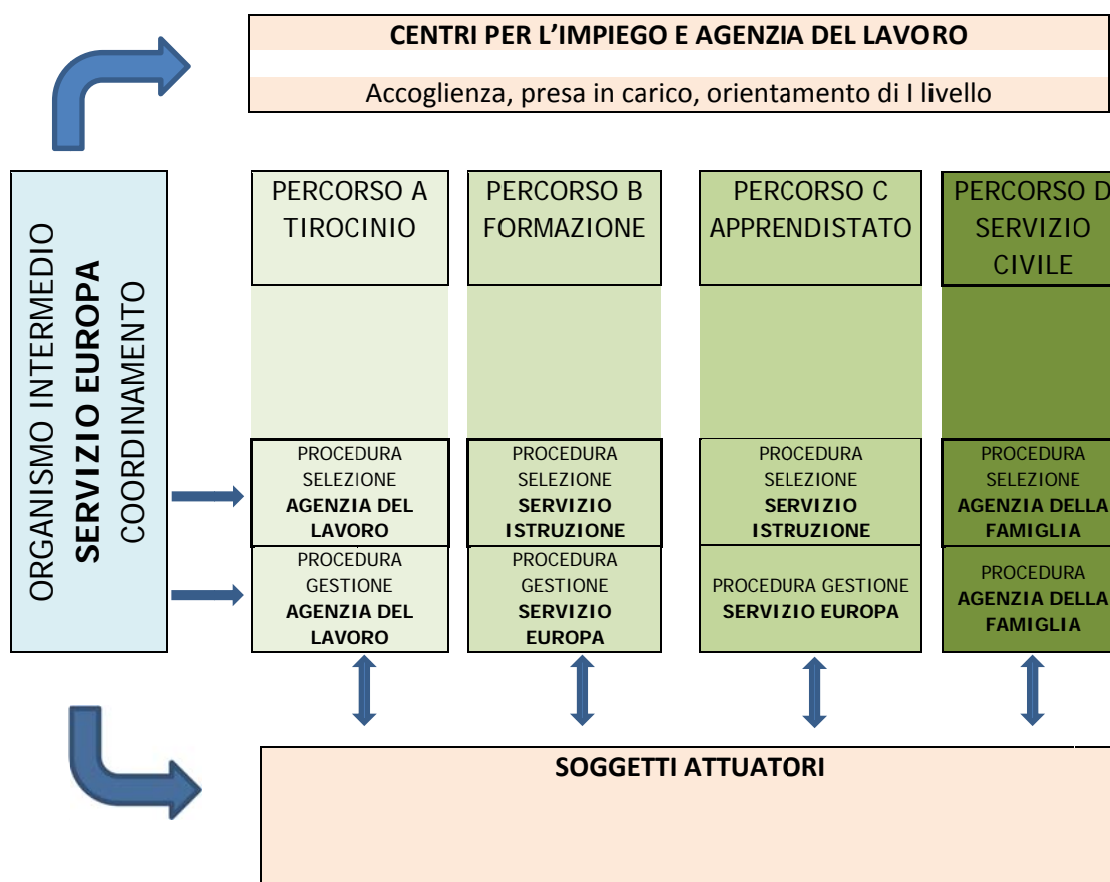 CENTRI PER L'IMPIEGO E AGENZIA DEL LAVORO
Accoglienza, presa in carico, orientamento di I livello
ORGANISMO INTERMEDIO
SERVIZIO EUROPA
COORDINAMENTO
PERCORSO A
TIROCINIO
PERCORSO B
FORMAZIONE
PERCORSO C
APPRENDISTATO
PERCORSO D
SERVIZIO
CIVILE
PROCEDURA
SELEZIONE
AGENZIA DEL
LAVORO
PROCEDURA
SELEZIONE
SERVIZIO
ISTRUZIONE
PROCEDURA
SELEZIONE
SERVIZIO
ISTRUZIONE
PROCEDURA
SELEZIONE
AGENZIA DELLA
FAMIGLIA
PROCEDURA
GESTIONE
AGENZIA DEL
LAVORO
PROCEDURA
GESTIONE
SERVIZIO
EUROPA
PROCEDURA GESTIONE
SERVIZIO EUROPA
PROCEDURA
AGENZIA DELLA
FAMIGLIA
SOGGETTI ATTUATORI